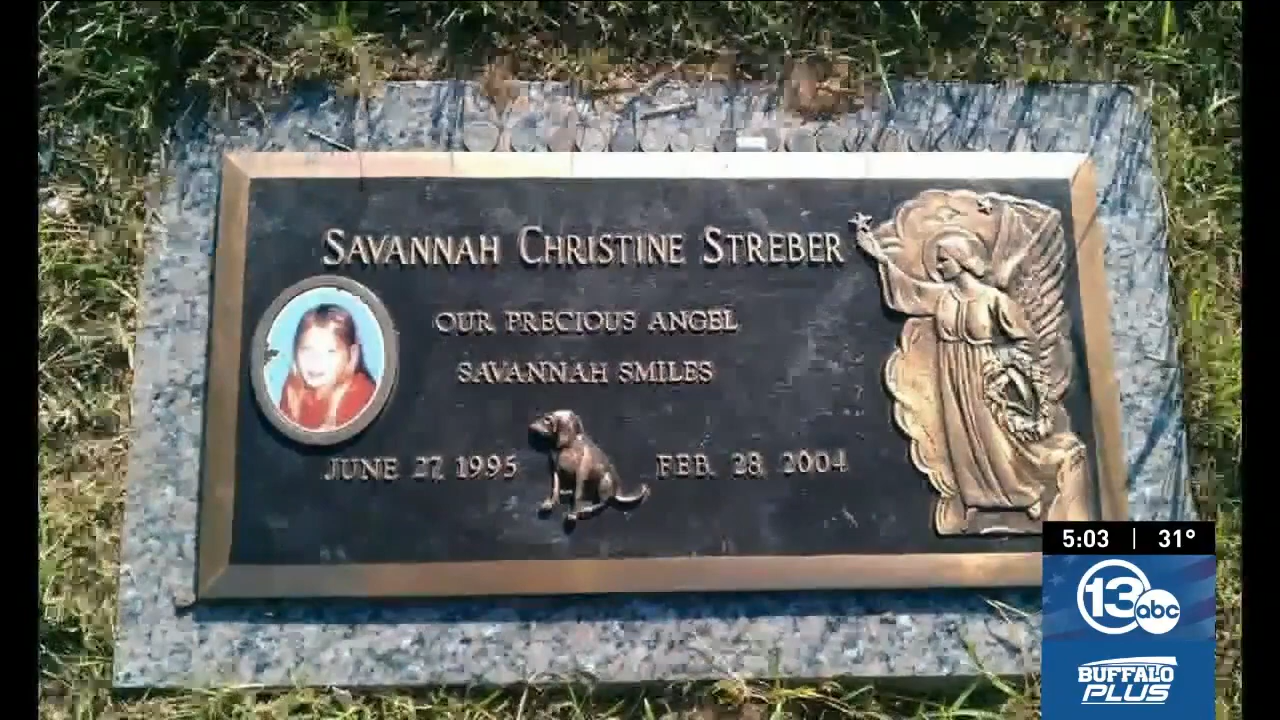 SAVANNAH CHRISTINE STREBER
OUR PRECIOUS ANGEL
SAVANNAH SMILES
JUNE 27, 1995 FEB. 28, 2004
5:03 | 31°
13 abc
BUFFALO
PLUS